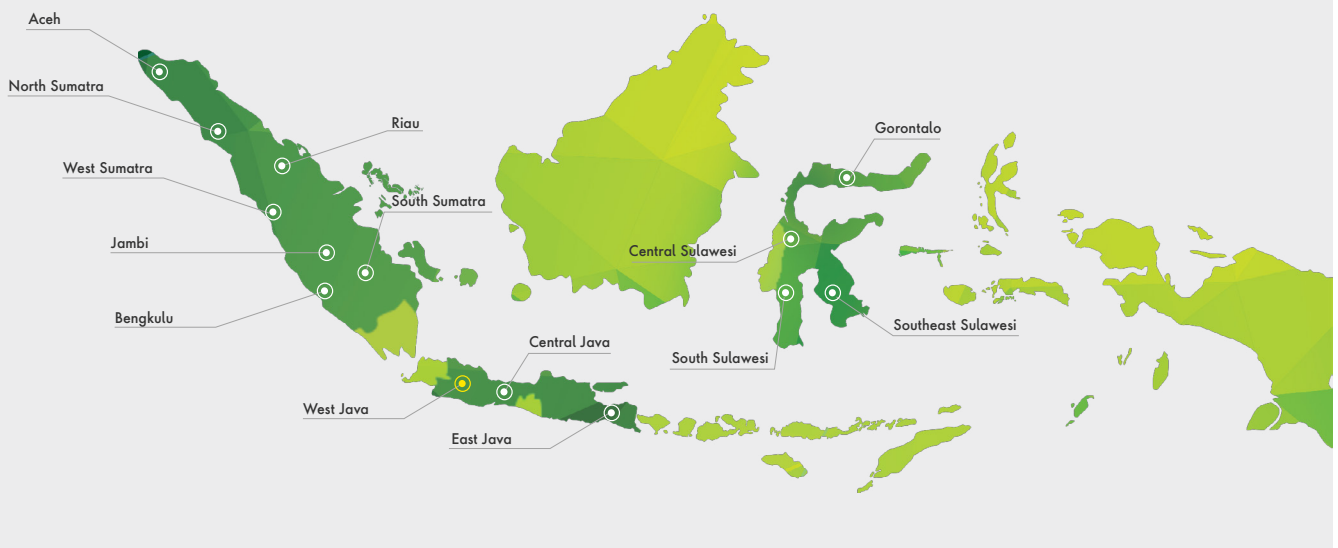 Aceh
North Sumatra
Riau
Gorontalo
West Sumatra
South Sumatra
Jambi
Central Sulawesi
Bengkulu
Southeast Sulawesi
Central Java
South Sulawesi
West Java
East Java